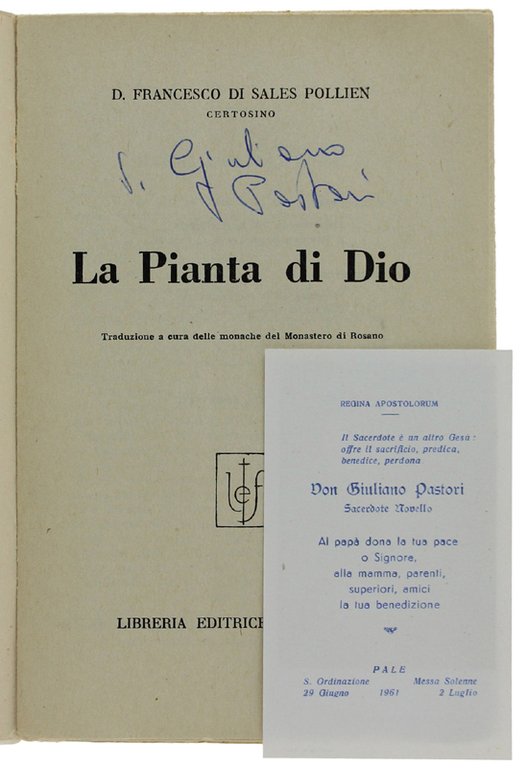 D. FRANCESCO DI SALES POLLIEN
CERTOSINO
Giuliano
Pastori
La Pianta di Dio
Traduzione a cura delle monache del Monastero di Rosano
LEF
LIBRERIA EDITRICE
REGINA APOSTOLORUM
Il Sacerdote è un altro Gesù:
offre il sacrificio, predica,
benedice, perdona
Don Giuliano Pastori
Sacerdote Novello
Al papà dona la tua pace
o Signore,
alla mamma, parenti,
superiori, amici
la tua benedizione
PALE
S. Ordinazione Messa Solenne
29 Giugno 1961 2 Luglio